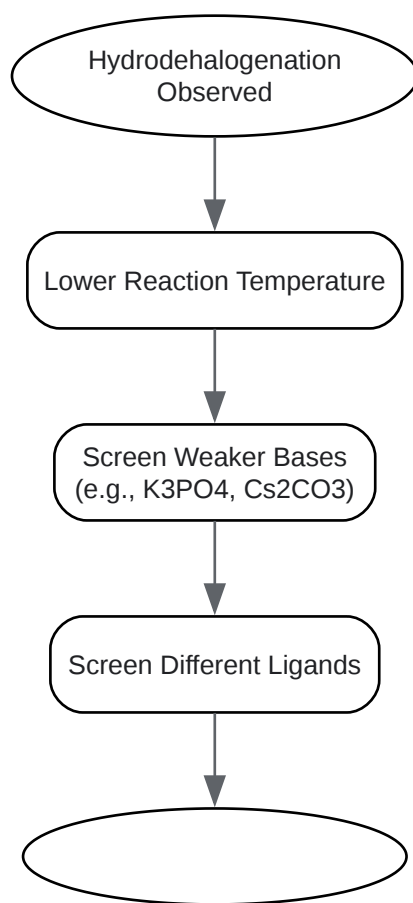 Hydrodehalogenation
Observed
Lower Reaction Temperature
Screen Weaker Bases
(e.g., K3PO4, Cs2CO3)
Screen Different Ligands